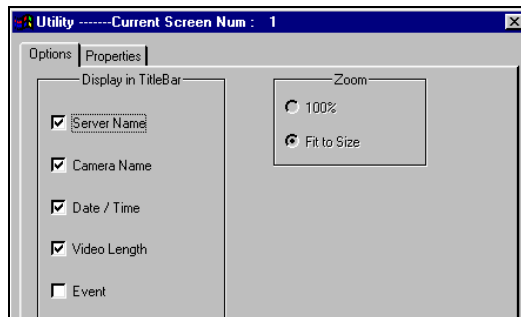 Utility -------Current Screen Num : 1
Options Properties
Display in TitleBar
Server Name
Camera Name
Date / Time
Video Length
Event
Zoom
100%
Fit to Size